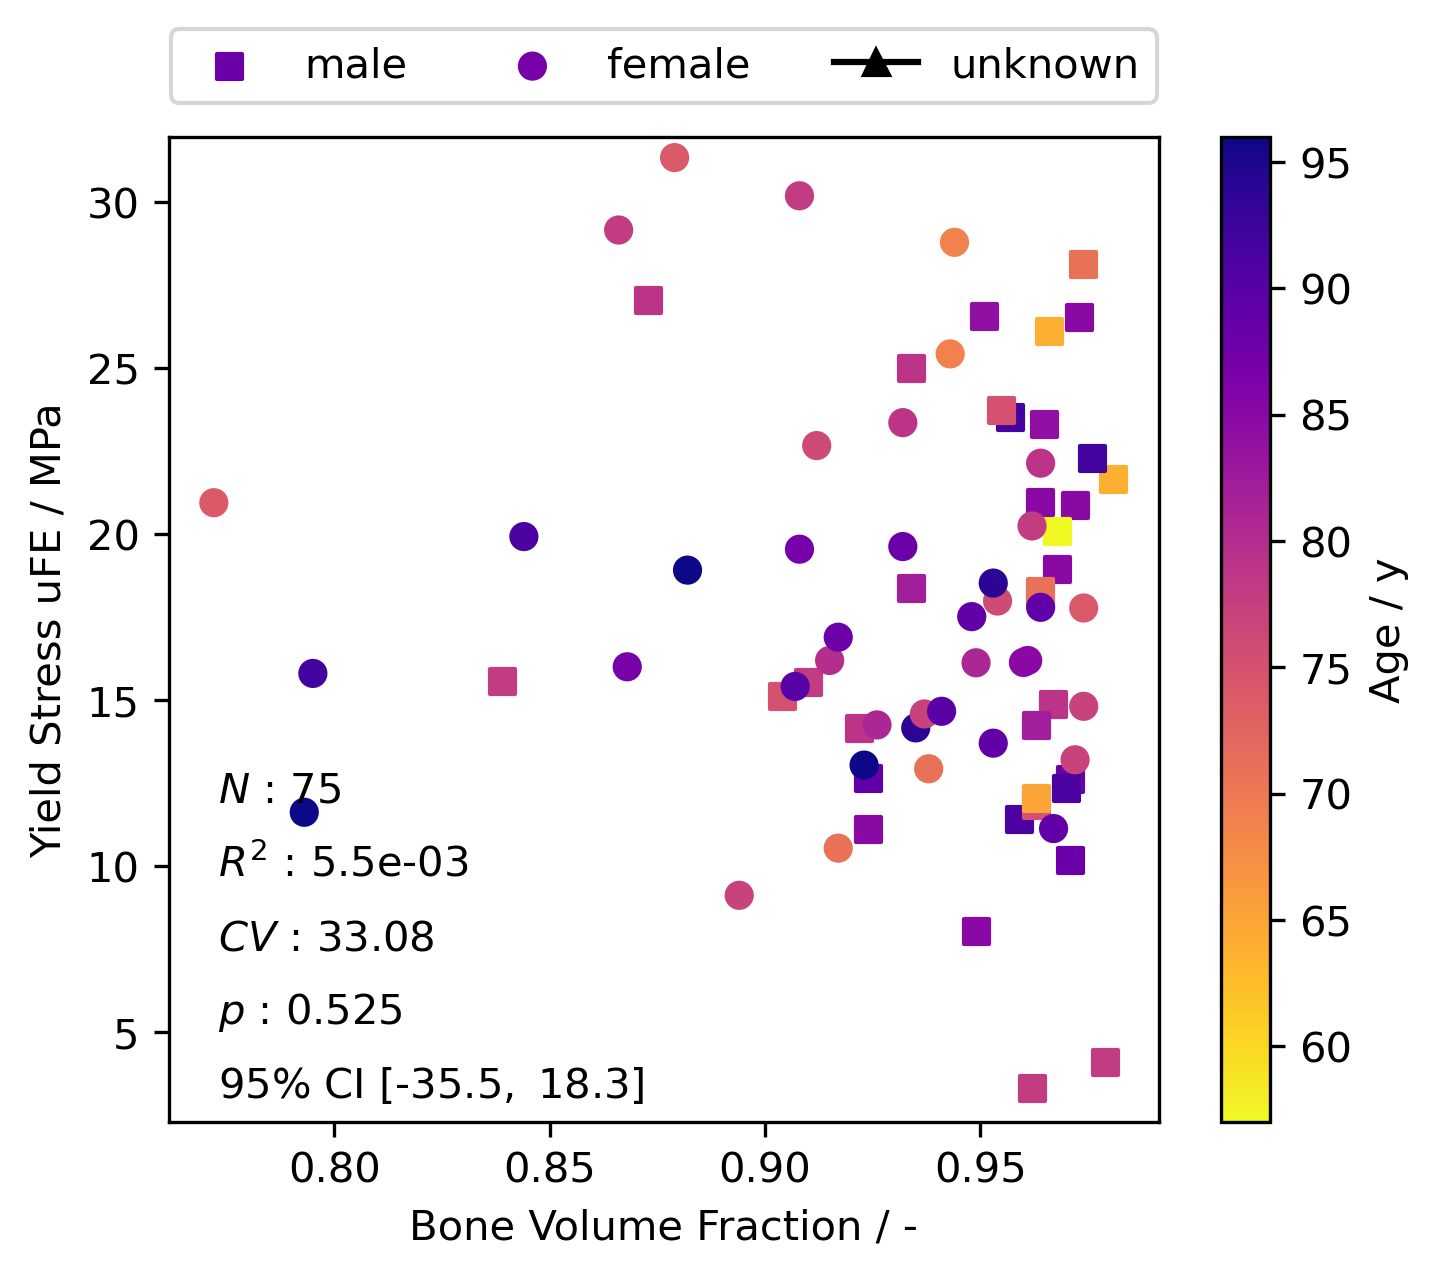 male female unknown
30
25
20
15
10
5
Yield Stress uFE / MPa
N : 75
R² : 5.5e-03
CV : 33.08
p : 0.525
95% CI [-35.5, 18.3]
0.80 0.85 0.90 0.95
Bone Volume Fraction / -
95
90
85
80
75
70
65
60
Age / y